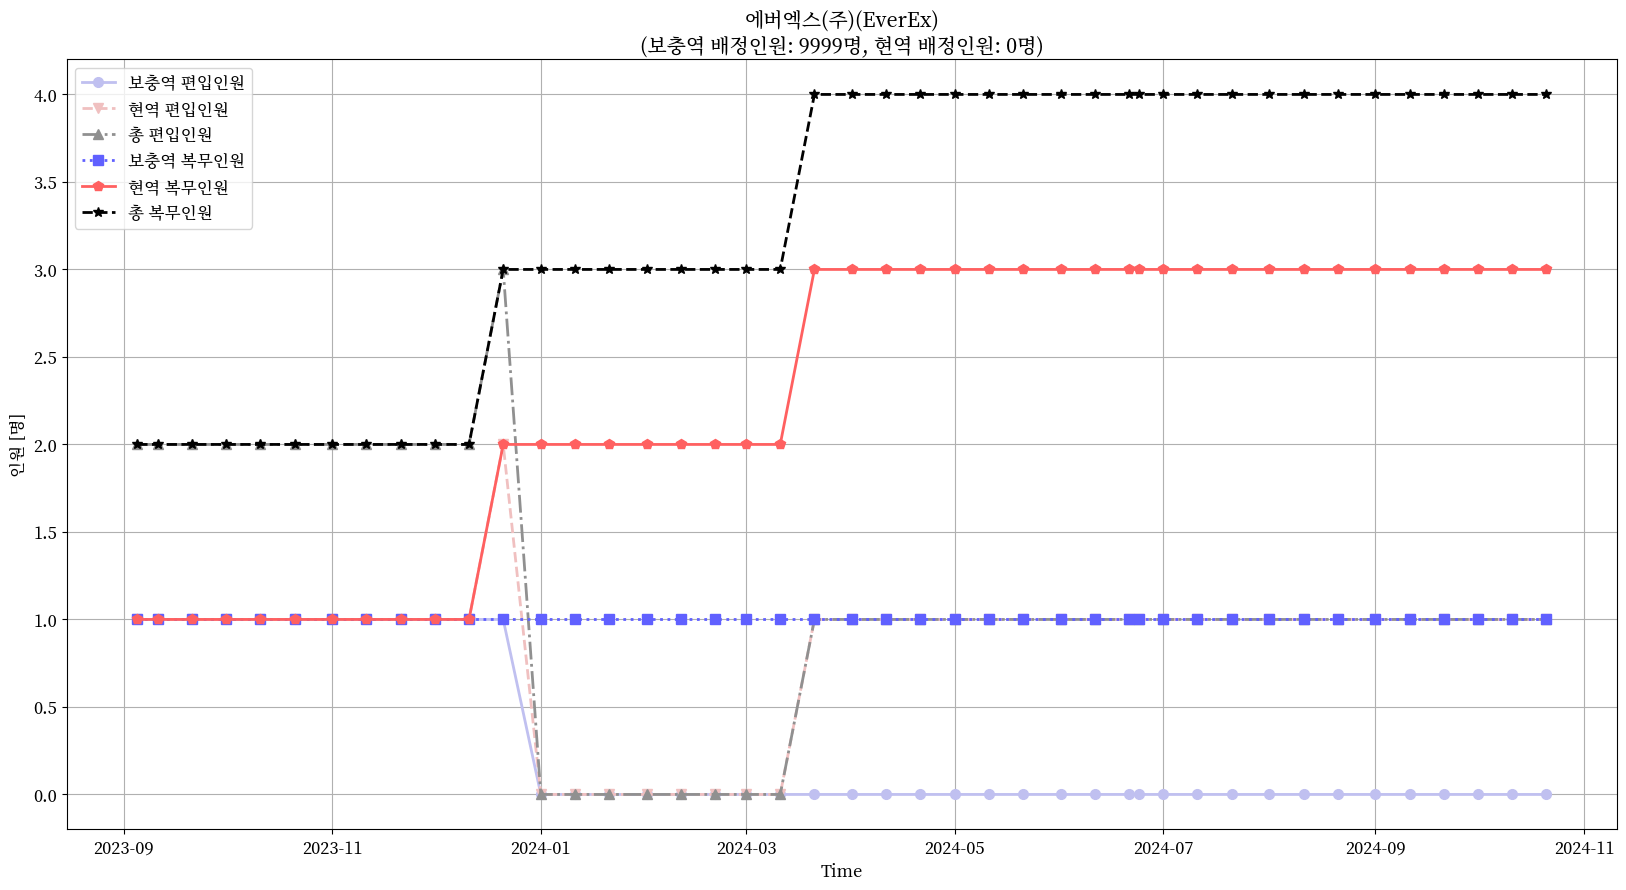 에버엑스(주)(EverEx)
(보충역 배정인원: 9999명, 현역 배정인원: 0명)
보충역 편입인원
현역 편입인원
총 편입인원
보충역 복무인원
현역 복무인원
총 복무인원
인원 [명]
4.0
3.5
3.0
2.5
2.0
1.5
1.0
0.5
0.0
2023-09 2023-11 2024-01 2024-03 2024-05 2024-07 2024-09 2024-11
Time